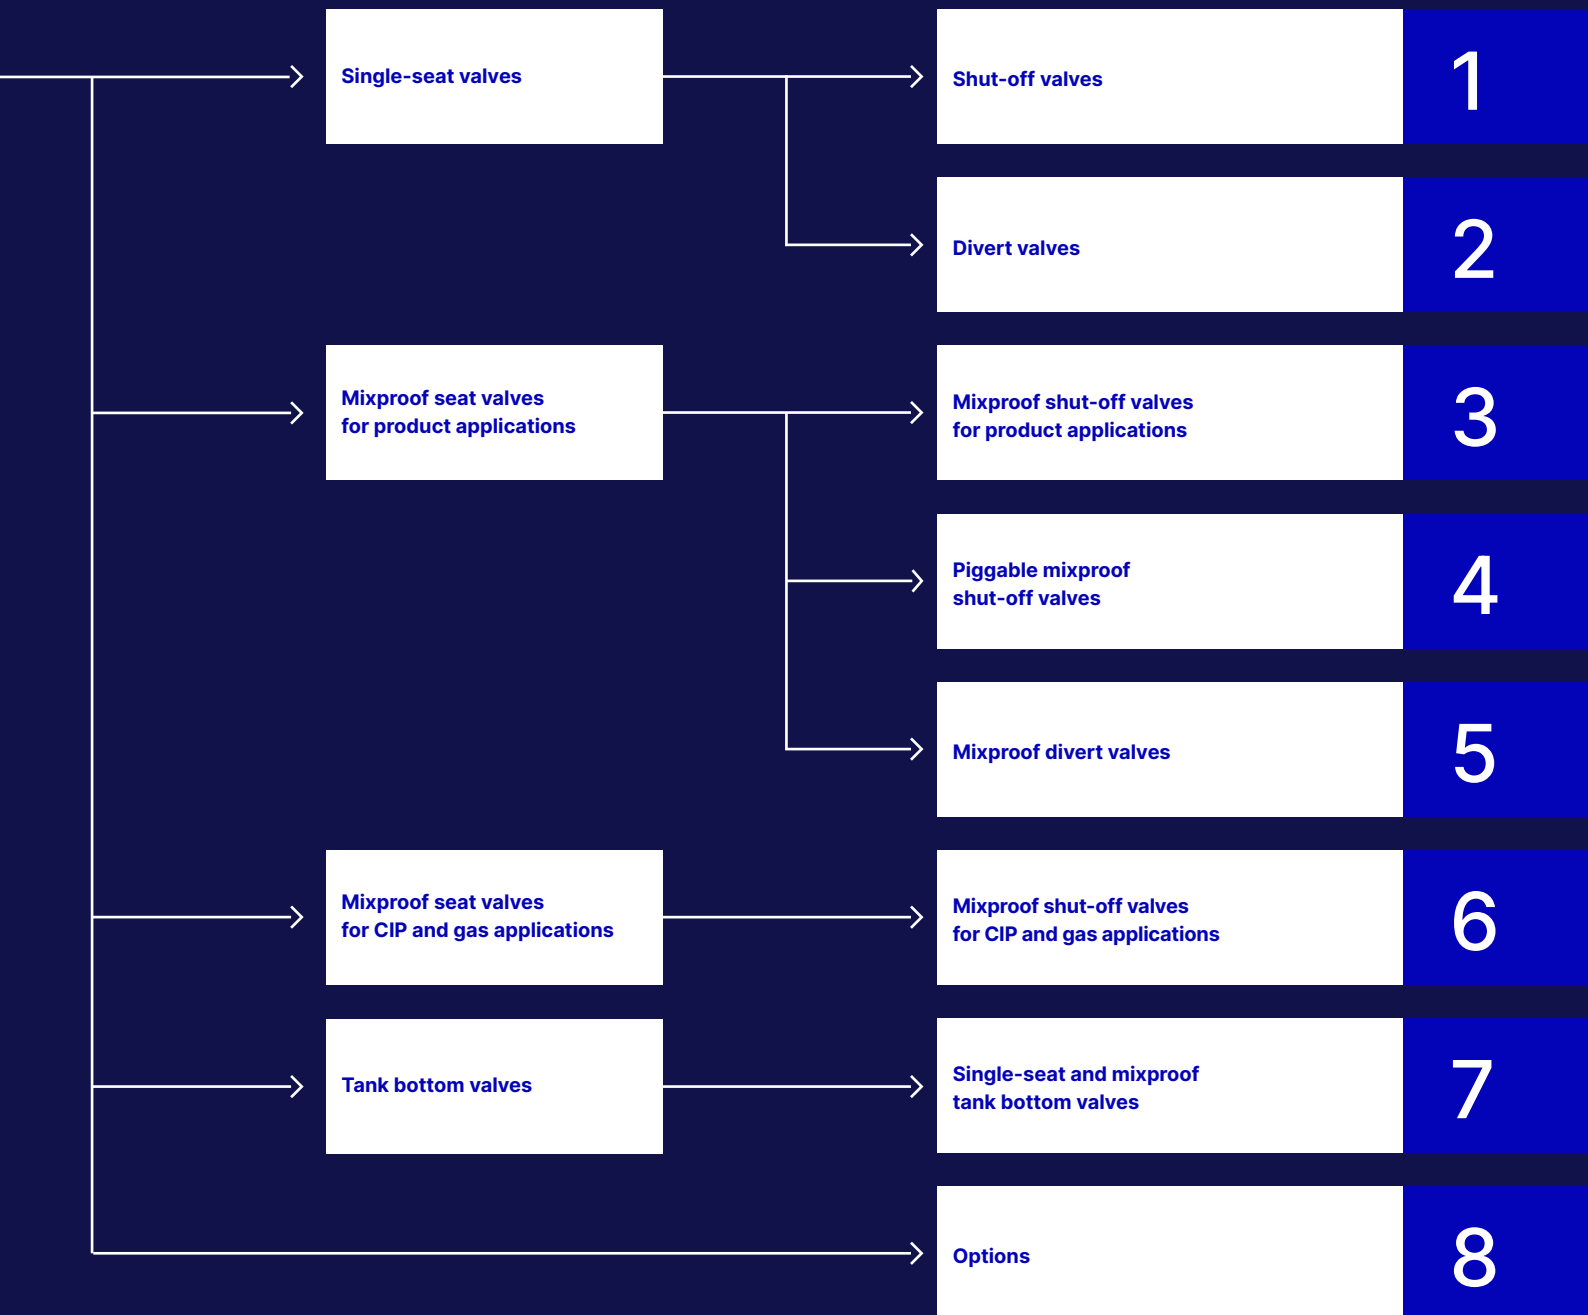 Single-seat valves
Shut-off valves
1
Divert valves
2
Mixproof seat valves
for product applications
Mixproof shut-off valves
for product applications
3
Piggable mixproof
shut-off valves
4
Mixproof divert valves
5
Mixproof seat valves
for CIP and gas applications
Mixproof shut-off valves
for CIP and gas applications
6
Tank bottom valves
Single-seat and mixproof
tank bottom valves
7
Options
8